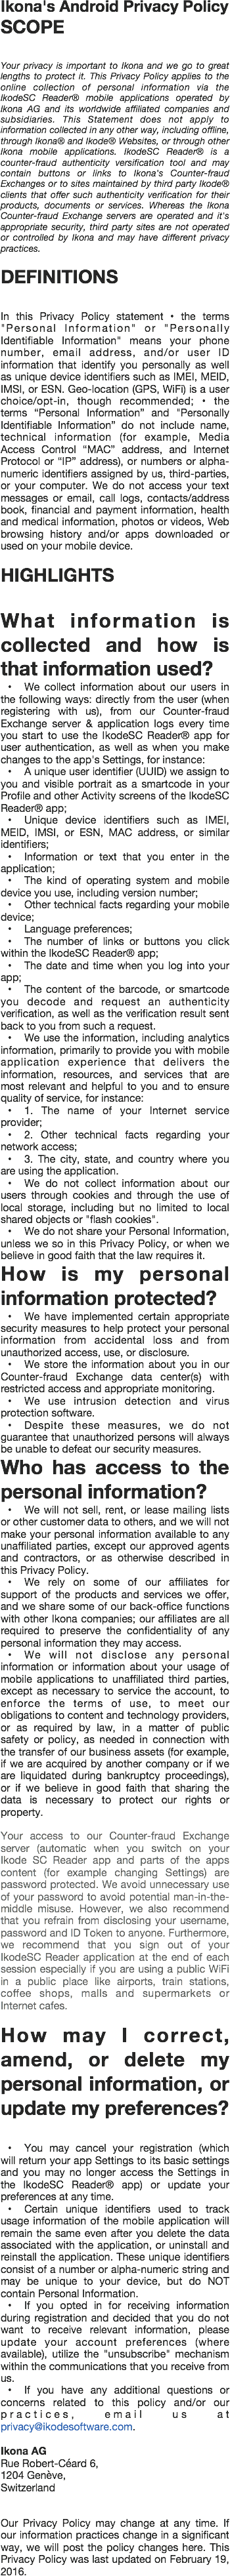 Ikona's Android Privacy Policy
SCOPE
Your privacy is important to Ikona and we go to great
lengths to protect it. This Privacy Policy applies to the
online collection of personal information via the
IkodeSC Reader® mobile applications operated by
Ikona AG and its worldwide affiliated companies and
subsidiaries. This Statement does not apply to
information collected in any other way, including offline,
through Ikona® and Ikode® Websites, or through other
Ikona mobile applications. IkodeSC Reader® is a
counter-fraud authenticity versification tool and may
contain buttons or links to Ikona's Counter-fraud
Exchanges or to sites maintained by third party Ikode®
clients that offer such authenticity verification for their
products, documents or services. Whereas the Ikona
Counter-fraud Exchange servers are operated and it's
appropriate security, third party sites are not operated
or controlled by Ikona and may have different privacy
practices.
DEFINITIONS
In this Privacy Policy statement • the terms
"Personal Information" or "Personally
Identifiable Information" means your phone
number, email address, and/or user ID
information that identify you personally as well
as unique device identifiers such as IMEI, MEID,
IMSI, or ESN. Geo-location (GPS, WiFi) is a user
choice/opt-in, though recommended; • the
terms “Personal Information” and "Personally
Identifiable Information” do not include name,
technical information (for example, Media
Access Control “MAC” address, and Internet
Protocol or “IP” address), or numbers or alpha-
numeric identifiers assigned by us, third-parties,
or your computer. We do not access your text
messages or email, call logs, contacts/address
book, financial and payment information, health
and medical information, photos or videos, Web
browsing history and/or apps downloaded or
used on your mobile device.
HIGHLIGHTS
What information is
collected and how is
that information used?
• We collect information about our users in
the following ways: directly from the user (when
registering with us), from our Counter-fraud
Exchange server & application logs every time
you start to use the IkodeSC Reader® app for
user authentication, as well as when you make
changes to the app's Settings, for instance:
• A unique user identifier (UUID) we assign to
you and visible portrait as a smartcode in your
Profile and other Activity screens of the IkodeSC
Reader® app;
• Unique device identifiers such as IMEI,
MEID, IMSI, or ESN, MAC address, or similar
identifiers;
• Information or text that you enter in the
application;
• The kind of operating system and mobile
device you use, including version number;
• Other technical facts regarding your mobile
device;
• Language preferences;
• The number of links or buttons you click
within the IkodeSC Reader® app;
• The date and time when you log into your
app;
• The content of the barcode, or smartcode
you decode and request an authenticity
verification, as well as the verification result sent
back to you from such a request.
• We use the information, including analytics
information, primarily to provide you with mobile
application experience that delivers the
information, resources, and services that are
most relevant and helpful to you and to ensure
quality of service, for instance:
• 1. The name of your Internet service
provider;
• 2. Other technical facts regarding your
network access;
• 3. The city, state, and country where you
are using the application.
• We do not collect information about our
users through cookies and through the use of
local storage, including but no limited to local
shared objects or "flash cookies".
• We do not share your Personal Information,
unless we so in this Privacy Policy, or when we
believe in good faith that the law requires it.
How is my personal
information protected?
• We have implemented certain appropriate
security measures to help protect your personal
information from accidental loss and from
unauthorized access, use, or disclosure.
• We store the information about you in our
Counter-fraud Exchange data center(s) with
restricted access and appropriate monitoring.
• We use intrusion detection and virus
protection software.
• Despite these measures, we do not
guarantee that unauthorized persons will always
be unable to defeat our security measures.
Who has access to the
personal information?
• We will not sell, rent, or lease mailing lists
or other customer data to others, and we will not
make your personal information available to any
unaffiliated parties, except our approved agents
and contractors, or as otherwise described in
this Privacy Policy.
• We rely on some of our affiliates for
support of the products and services we offer,
and we share some of our back-office functions
with other Ikona companies; our affiliates are all
required to preserve the confidentiality of any
personal information they may access.
• We will not disclose any personal
information or information about your usage of
mobile applications to unaffiliated third parties,
except as necessary to service the account, to
enforce the terms of use, to meet our
obligations to content and technology providers,
or as required by law, in a matter of public
safety or policy, as needed in connection with
the transfer of our business assets (for example,
if we are acquired by another company or if we
are liquidated during bankruptcy proceedings),
or if we believe in good faith that sharing the
data is necessary to protect our rights or
property.
Your access to our Counter-fraud Exchange
server (automatic when you switch on your
Ikode SC Reader app and parts of the apps
content (for example changing Settings) are
password protected. We avoid unnecessary use
of your password to avoid potential man-in-the-
middle misuse. However, we also recommend
that you refrain from disclosing your username,
password and ID Token to anyone. Furthermore,
we recommend that you sign out of your
IkodeSC Reader application at the end of each
session especially if you are using a public WiFi
in a public place like airports, train stations,
coffee shops, malls and supermarkets or
Internet cafes.
How may I correct,
amend, or delete my
personal information, or
update my preferences?
• You may cancel your registration (which
will return your app Settings to its basic settings
and you may no longer access the Settings in
the IkodeSC Reader® app) or update your
preferences at any time.
• Certain unique identifiers used to track
usage information of the mobile application will
remain the same even after you delete the data
associated with the application, or uninstall and
reinstall the application. These unique identifiers
consist of a number or alpha-numeric string and
may be unique to your device, but do NOT
contain Personal Information.
• If you opted in for receiving information
during registration and decided that you do not
want to receive relevant information, please
update your account preferences (where
available), utilize the "unsubscribe" mechanism
within the communications that you receive from
us.
• If you have any additional questions or
concerns related to this policy and/or our
practices, email us at
privacy@ikodesoftware.com.
Ikona AG
Rue Robert-Céard 6,
1204 Genève,
Switzerland
Our Privacy Policy may change at any time. If
our information practices change in a significant
way, we will post the policy changes here. This
Privacy Policy was last updated on February 19,
2016.